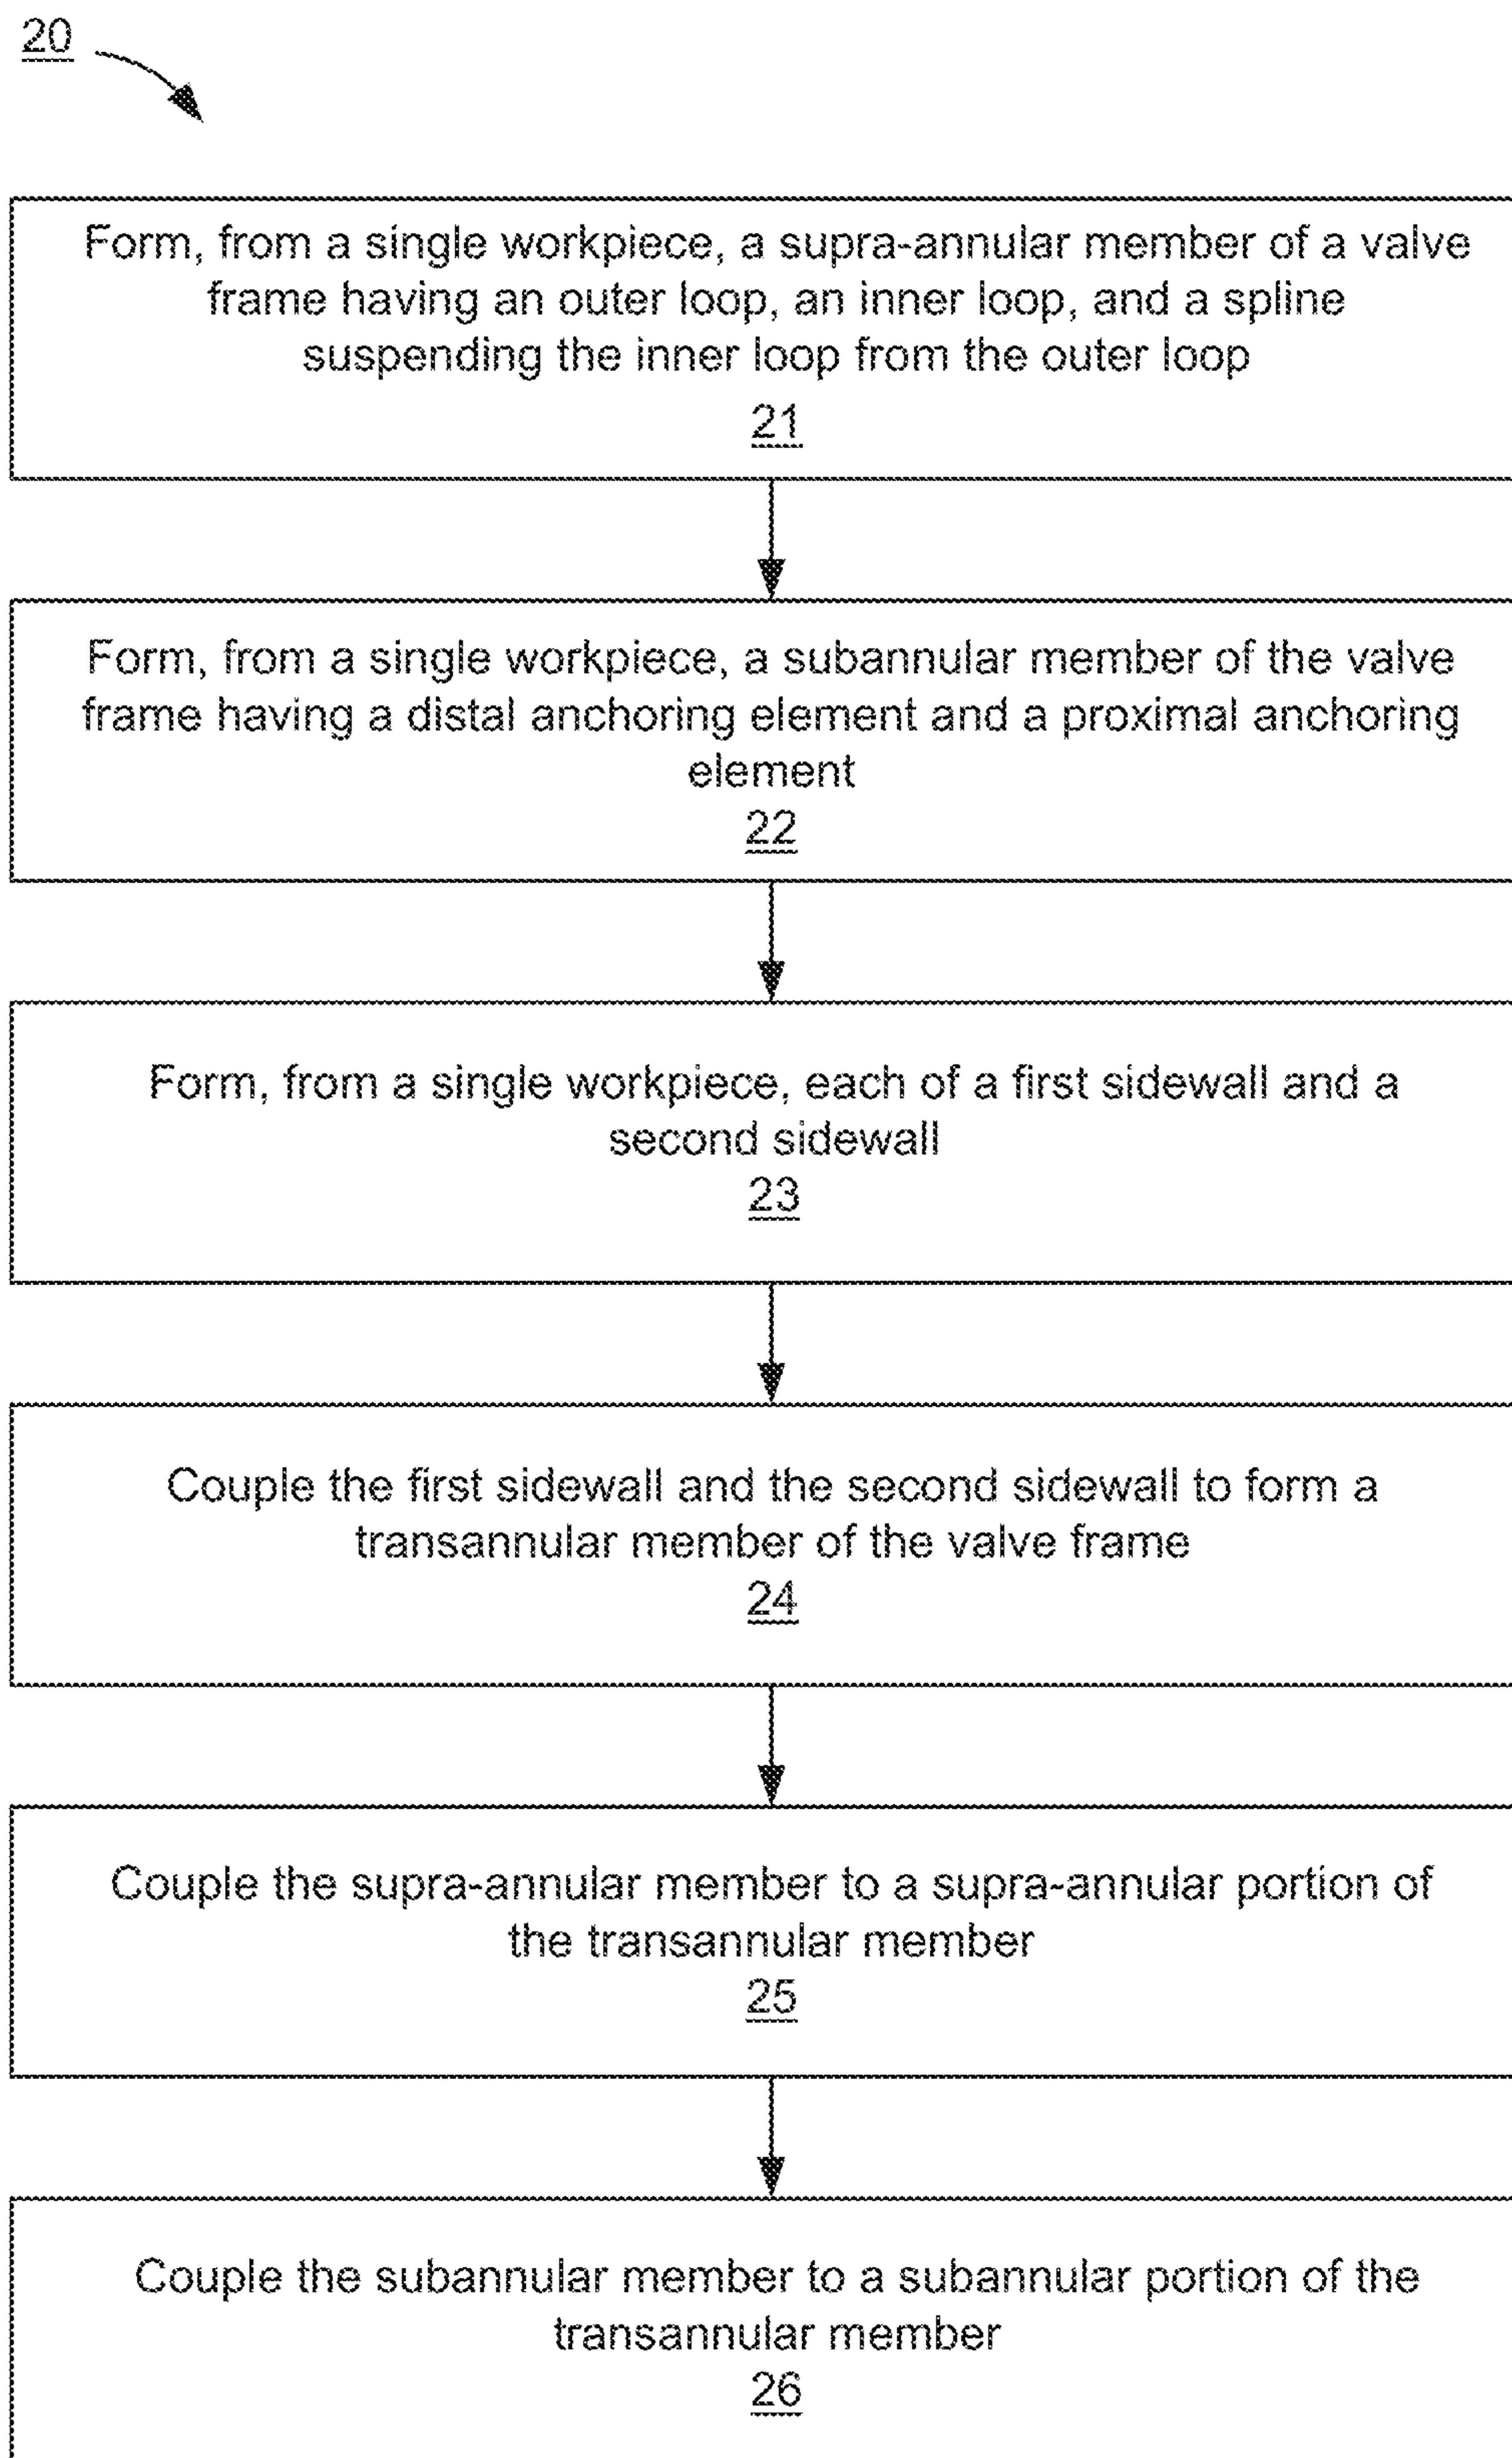 20
Form, from a single workpiece, a supra-annular member of a valve
frame having an outer loop, an inner loop, and a spline
suspending the inner loop from the outer loop
21
Form, from a single workpiece, a subannular member of the valve
frame having a distal anchoring element and a proximal anchoring
element
22
Form, from a single workpiece, each of a first sidewall and a
second sidewall
23
Couple the first sidewall and the second sidewall to form a
transannular member of the valve frame
24
Couple the supra-annular member to a supra-annular portion of
the transannular member
25
Couple the subannular member to a subannular portion of the
transannular member
26